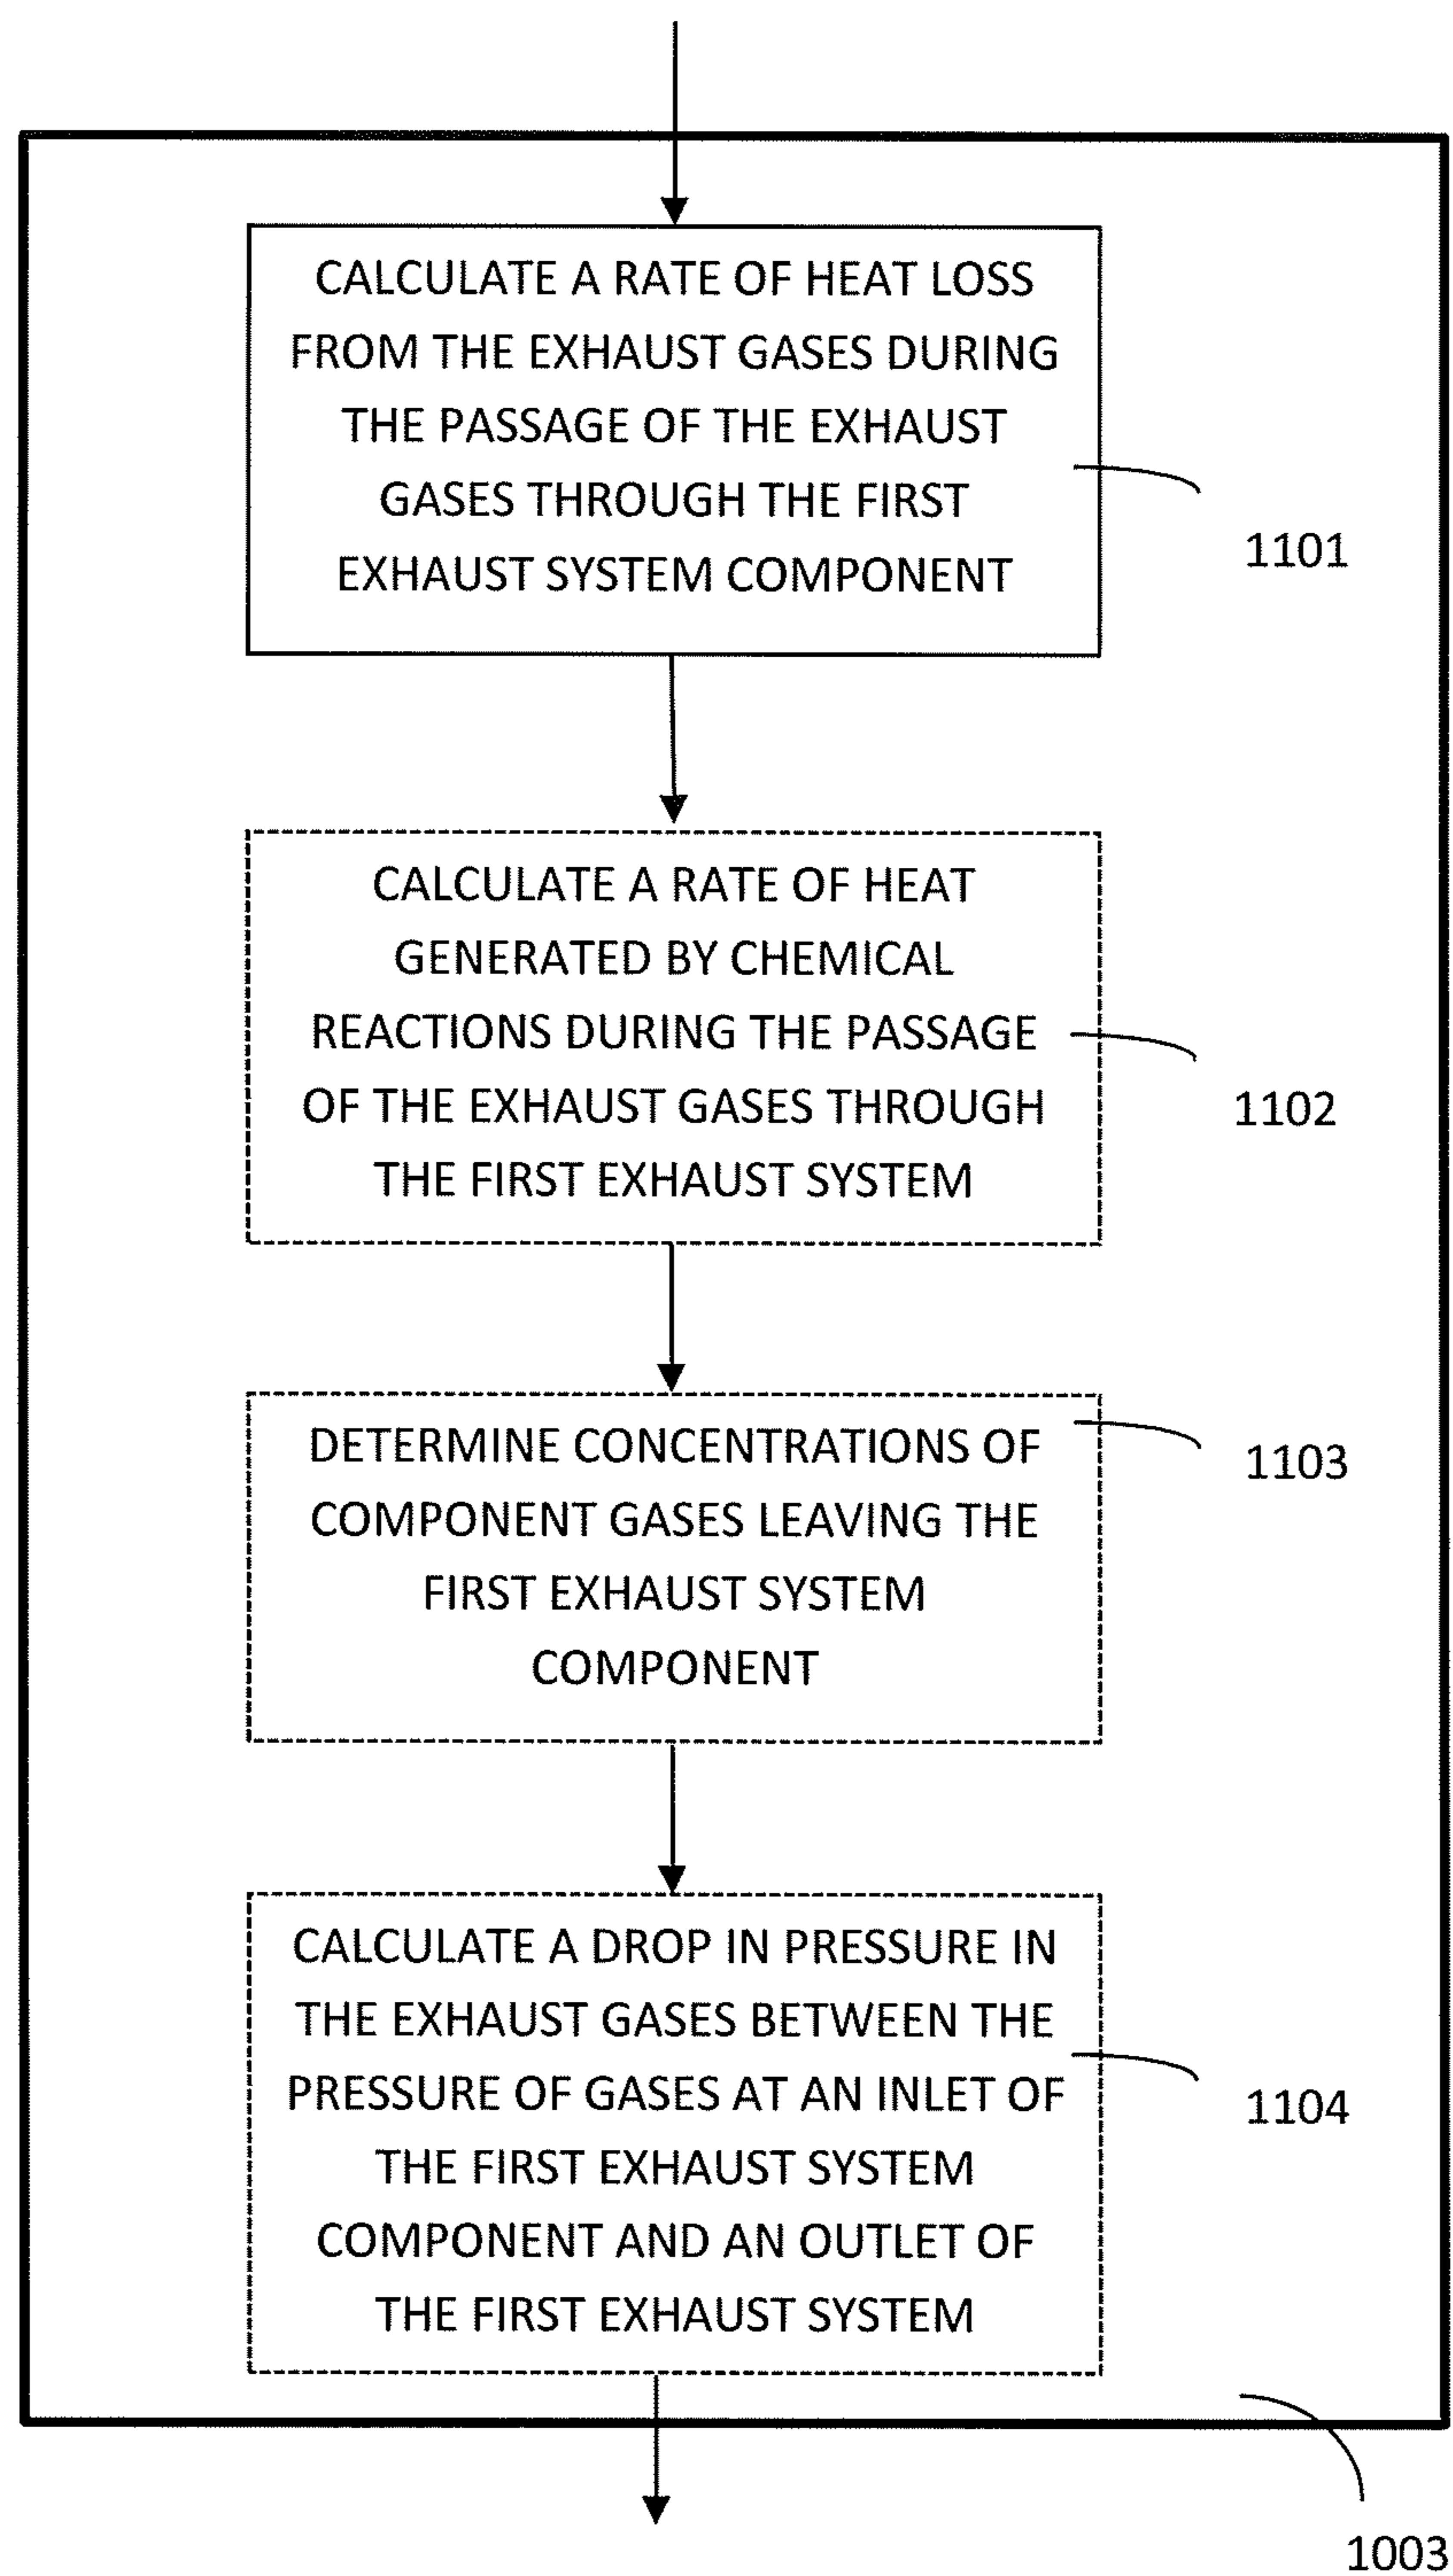 CALCULATE A RATE OF HEAT LOSS
FROM THE EXHAUST GASES DURING
THE PASSAGE OF THE EXHAUST
GASES THROUGH THE FIRST
EXHAUST SYSTEM COMPONENT
1101
CALCULATE A RATE OF HEAT
GENERATED BY CHEMICAL
REACTIONS DURING THE PASSAGE
OF THE EXHAUST GASES THROUGH
THE FIRST EXHAUST SYSTEM
1102
DETERMINE CONCENTRATIONS OF
COMPONENT GASES LEAVING THE
FIRST EXHAUST SYSTEM
COMPONENT
1103
CALCULATE A DROP IN PRESSURE IN
THE EXHAUST GASES BETWEEN THE
PRESSURE OF GASES AT AN INLET OF
THE FIRST EXHAUST SYSTEM
COMPONENT AND AN OUTLET OF
THE FIRST EXHAUST SYSTEM
1104
1003